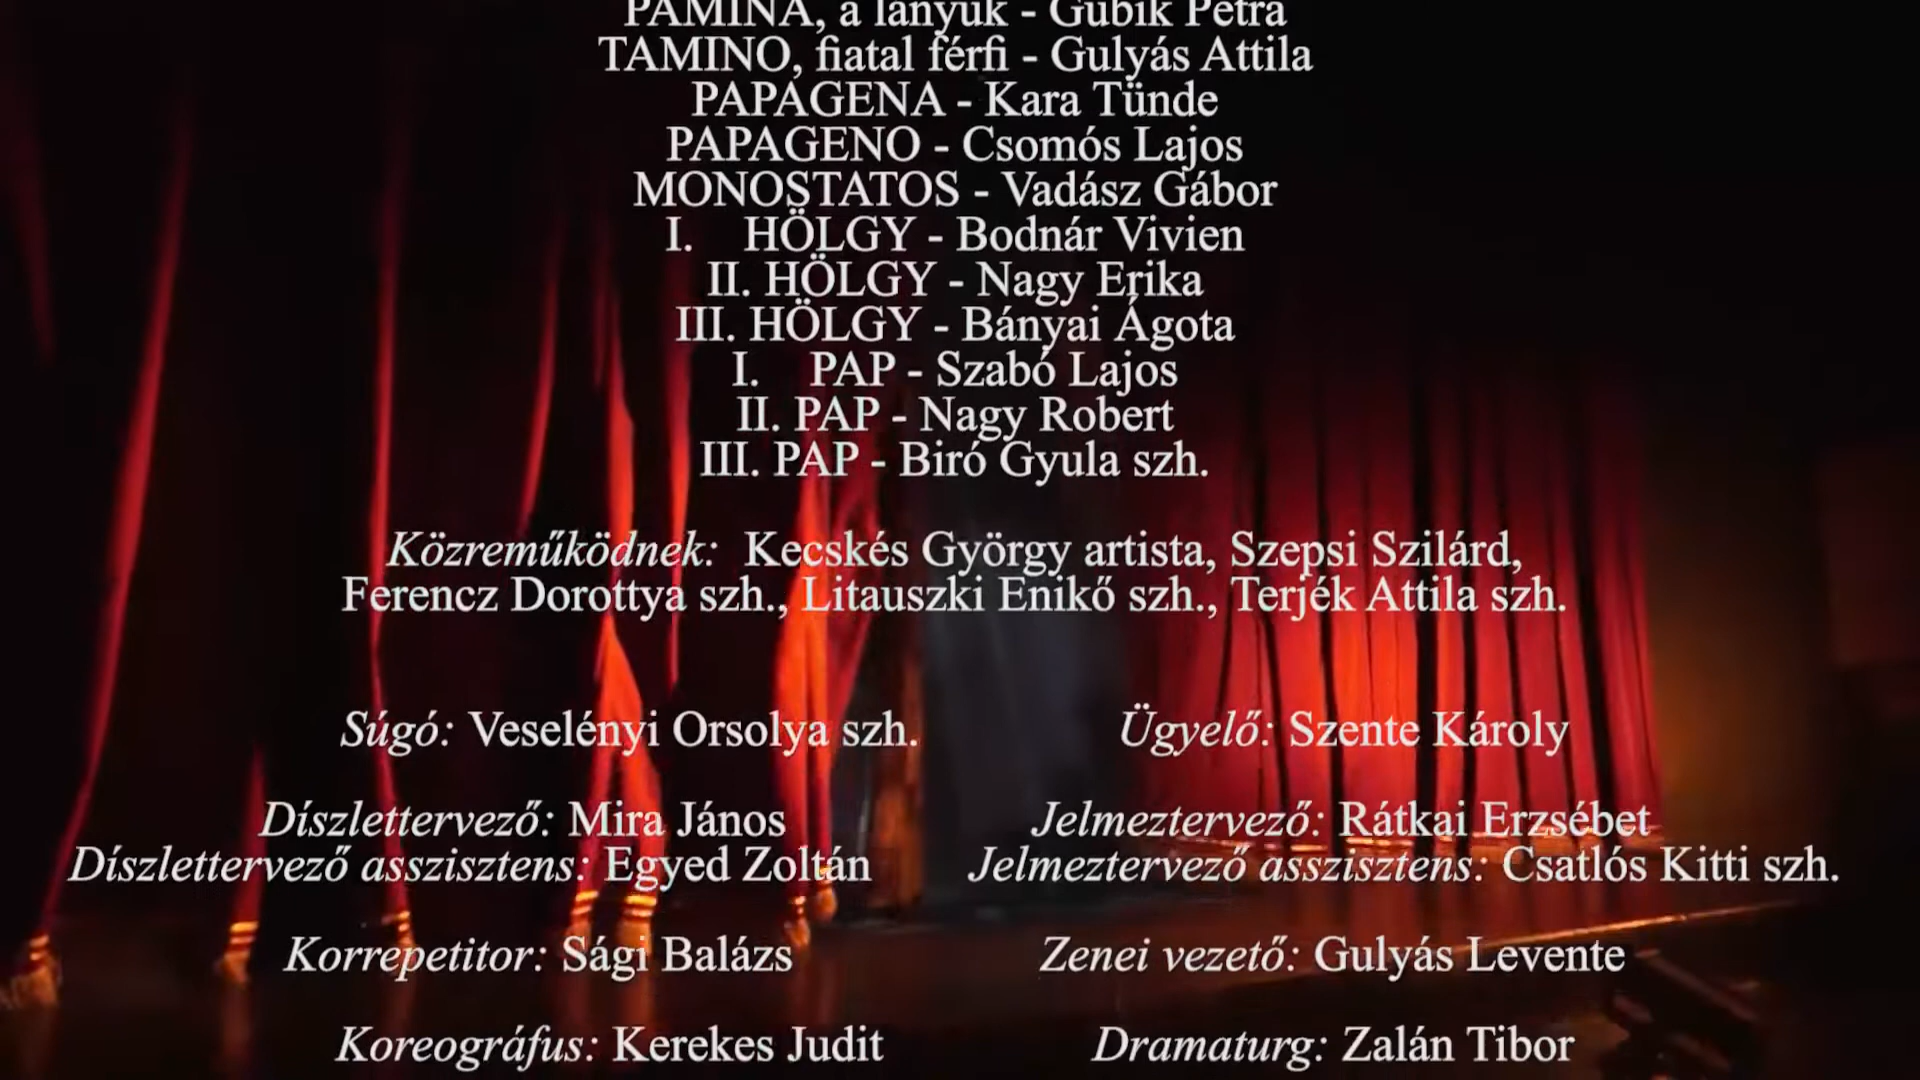 PAMINA, a lányuk - Gubik Petra
TAMINO, fiatal férfi - Gulyás Attila
PAPAGENA - Kara Tünde
PAPAGENO - Csomós Lajos
MONOSTATOS - Vadász Gábor
I. HÖLGY - Bodnár Vivien
II. HÖLGY - Nagy Erika
III. HÖLGY - Bányai Ágota
I. PAP - Szabó Lajos
II. PAP - Nagy Robert
III. PAP - Biró Gyula szh.
Közreműködnek: Kecskés György artista, Szepsi Szilárd,
Ferencz Dorottya szh., Litauszki Enikő szh., Terjék Attila szh.
Súgó: Veselényi Orsolya szh.
Ügyelő: Szente Károly
Díszlettervező: Mira János
Jelmeztervező: Rátkai Erzsébet
Díszlettervező asszisztens: Egyed Zoltán
Jelmeztervező asszisztens: Csatlós Kitti szh.
Korrepetitor: Sági Balázs
Zenei vezető: Gulyás Levente
Koreográfus: Kerekes Judit
Dramaturg: Zalán Tibor